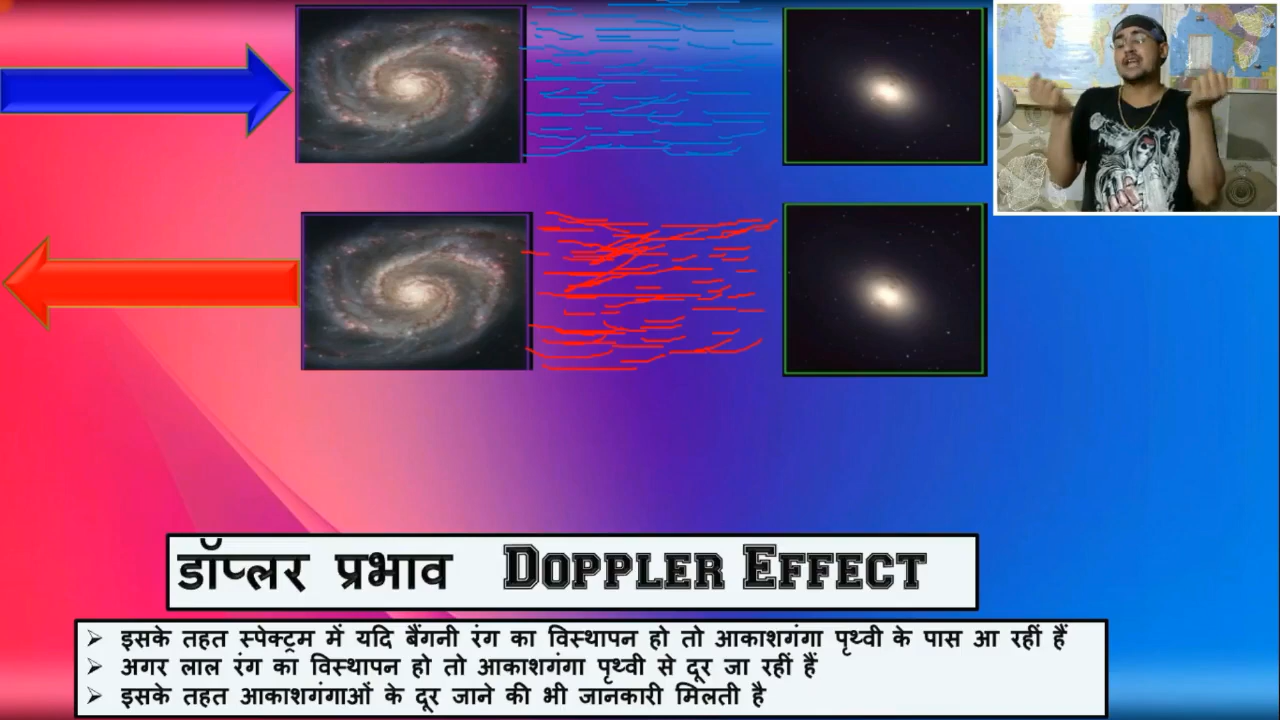 डॉप्लर प्रभाव DOPPLER EFFECT
➢ इसके तहत स्पेक्ट्रम में यदि बैंगनी रंग का विस्थापन हो तो आकाशगंगा पृथ्वी के पास आ रहीं हैं
➢ अगर लाल रंग का विस्थापन हो तो आकाशगंगा पृथ्वी से दूर जा रहीं हैं
➢ इसके तहत आकाशगंगाओं के दूर जाने की भी जानकारी मिलती है